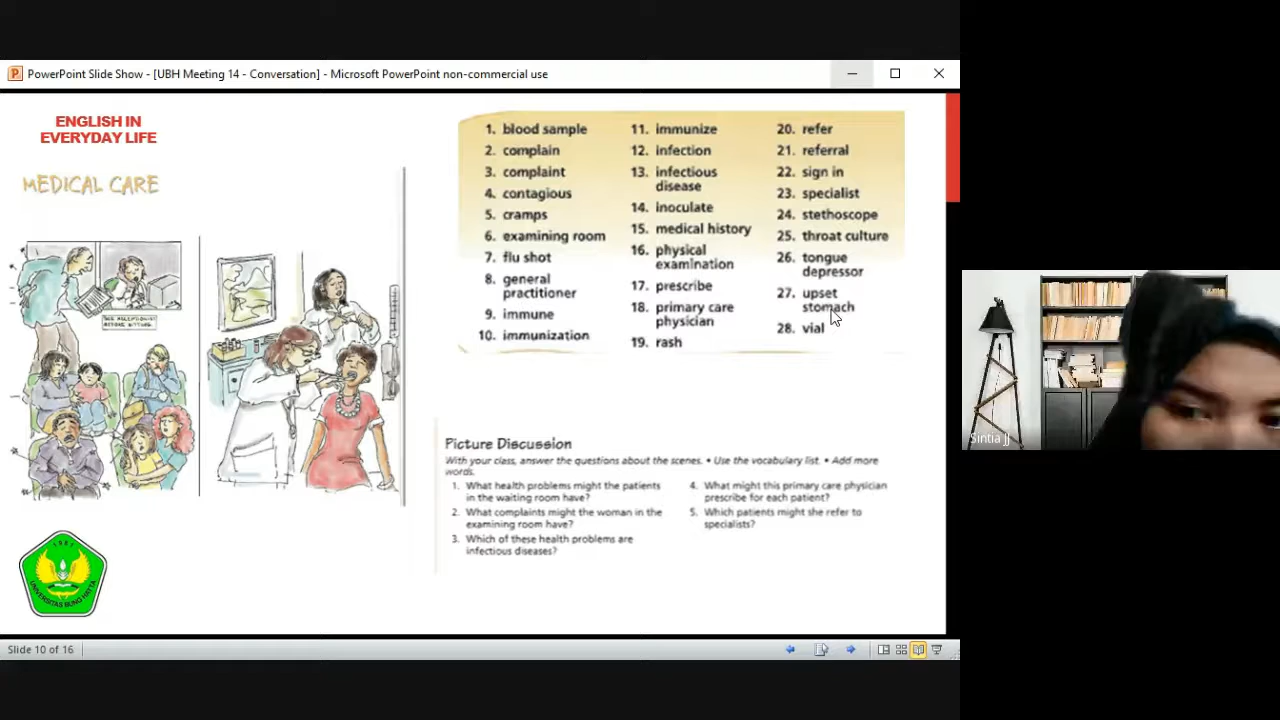 PowerPoint Slide Show - [UBH Meeting 14 - Conversation] - Microsoft PowerPoint non-commercial use
ENGLISH IN
EVERYDAY LIFE
MEDICAL CARE
SEE RECEPTIONIST
BEFORE SITTING
1. blood sample
2. complain
3. complaint
4. contagious
5. cramps
6. examining room
7. flu shot
8. general
practitioner
9. immune
10. immunization
11. immunize
12. infection
13. infectious
disease
14. inoculate
15. medical history
16. physical
examination
17. prescribe
18. primary care
physician
19. rash
20. refer
21. referral
22. sign in
23. specialist
24. stethoscope
25. throat culture
26. tongue
depressor
27. upset
stomach
28. vial
Picture Discussion
With your class, answer the questions about the scenes. • Use the vocabulary list. • Add more
words.
1. What health problems might the patients
in the waiting room have?
2. What complaints might the woman in the
examining room have?
3. Which of these health problems are
infectious diseases?
4. What might this primary care physician
prescribe for each patient?
5. Which patients might she refer to
specialists?
UNIVERSITAS BUNG HATTA
Slide 10 of 16
Sintia JJ